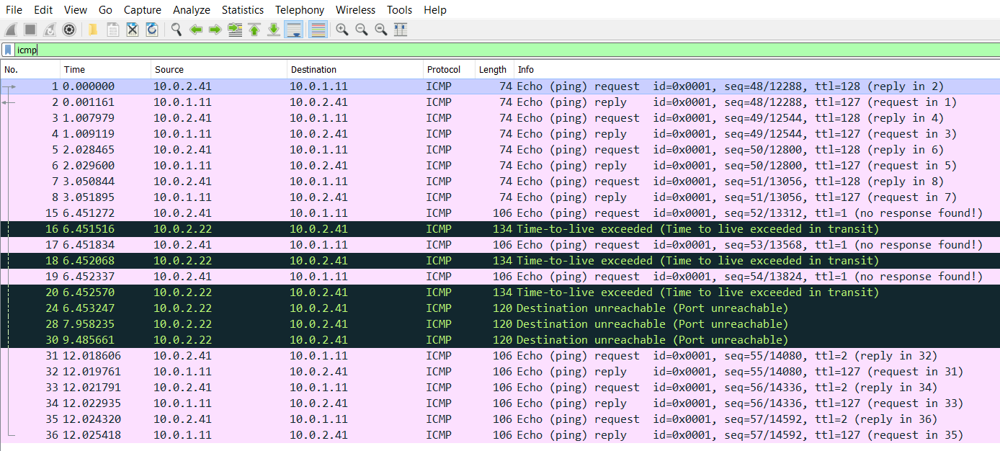 File Edit View Go Capture Analyze Statistics Telephony Wireless Tools Help
icmp
No. Time Source Destination Protocol Length Info
1 0.000000 10.0.2.41 10.0.1.11 ICMP 74 Echo (ping) request id=0x0001, seq=48/12288, ttl=128 (reply in 2)
2 0.001161 10.0.1.11 10.0.2.41 ICMP 74 Echo (ping) reply id=0x0001, seq=48/12288, ttl=127 (request in 1)
3 1.007979 10.0.2.41 10.0.1.11 ICMP 74 Echo (ping) request id=0x0001, seq=49/12544, ttl=128 (reply in 4)
4 1.009119 10.0.1.11 10.0.2.41 ICMP 74 Echo (ping) reply id=0x0001, seq=49/12544, ttl=127 (request in 3)
5 2.028465 10.0.2.41 10.0.1.11 ICMP 74 Echo (ping) request id=0x0001, seq=50/12800, ttl=128 (reply in 6)
6 2.029600 10.0.1.11 10.0.2.41 ICMP 74 Echo (ping) reply id=0x0001, seq=50/12800, ttl=127 (request in 5)
7 3.050844 10.0.2.41 10.0.1.11 ICMP 74 Echo (ping) request id=0x0001, seq=51/13056, ttl=128 (reply in 8)
8 3.051895 10.0.1.11 10.0.2.41 ICMP 74 Echo (ping) reply id=0x0001, seq=51/13056, ttl=127 (request in 7)
15 6.451272 10.0.2.41 10.0.1.11 ICMP 106 Echo (ping) request id=0x0001, seq=52/13312, ttl=1 (no response found!)
16 6.451516 10.0.2.22 10.0.2.41 ICMP 134 Time-to-live exceeded (Time to live exceeded in transit)
17 6.451834 10.0.2.41 10.0.1.11 ICMP 106 Echo (ping) request id=0x0001, seq=53/13568, ttl=1 (no response found!)
18 6.452068 10.0.2.22 10.0.2.41 ICMP 134 Time-to-live exceeded (Time to live exceeded in transit)
19 6.452337 10.0.2.41 10.0.1.11 ICMP 106 Echo (ping) request id=0x0001, seq=54/13824, ttl=1 (no response found!)
20 6.452570 10.0.2.22 10.0.2.41 ICMP 134 Time-to-live exceeded (Time to live exceeded in transit)
24 6.453247 10.0.2.22 10.0.2.41 ICMP 120 Destination unreachable (Port unreachable)
28 7.958235 10.0.2.22 10.0.2.41 ICMP 120 Destination unreachable (Port unreachable)
30 9.485661 10.0.2.22 10.0.2.41 ICMP 120 Destination unreachable (Port unreachable)
31 12.018606 10.0.2.41 10.0.1.11 ICMP 106 Echo (ping) request id=0x0001, seq=55/14080, ttl=2 (reply in 32)
32 12.019761 10.0.1.11 10.0.2.41 ICMP 106 Echo (ping) reply id=0x0001, seq=55/14080, ttl=127 (request in 31)
33 12.021791 10.0.2.41 10.0.1.11 ICMP 106 Echo (ping) request id=0x0001, seq=56/14336, ttl=2 (reply in 34)
34 12.022935 10.0.1.11 10.0.2.41 ICMP 106 Echo (ping) reply id=0x0001, seq=56/14336, ttl=127 (request in 33)
35 12.024320 10.0.2.41 10.0.1.11 ICMP 106 Echo (ping) request id=0x0001, seq=57/14592, ttl=2 (reply in 36)
36 12.025418 10.0.1.11 10.0.2.41 ICMP 106 Echo (ping) reply id=0x0001, seq=57/14592, ttl=127 (request in 35)